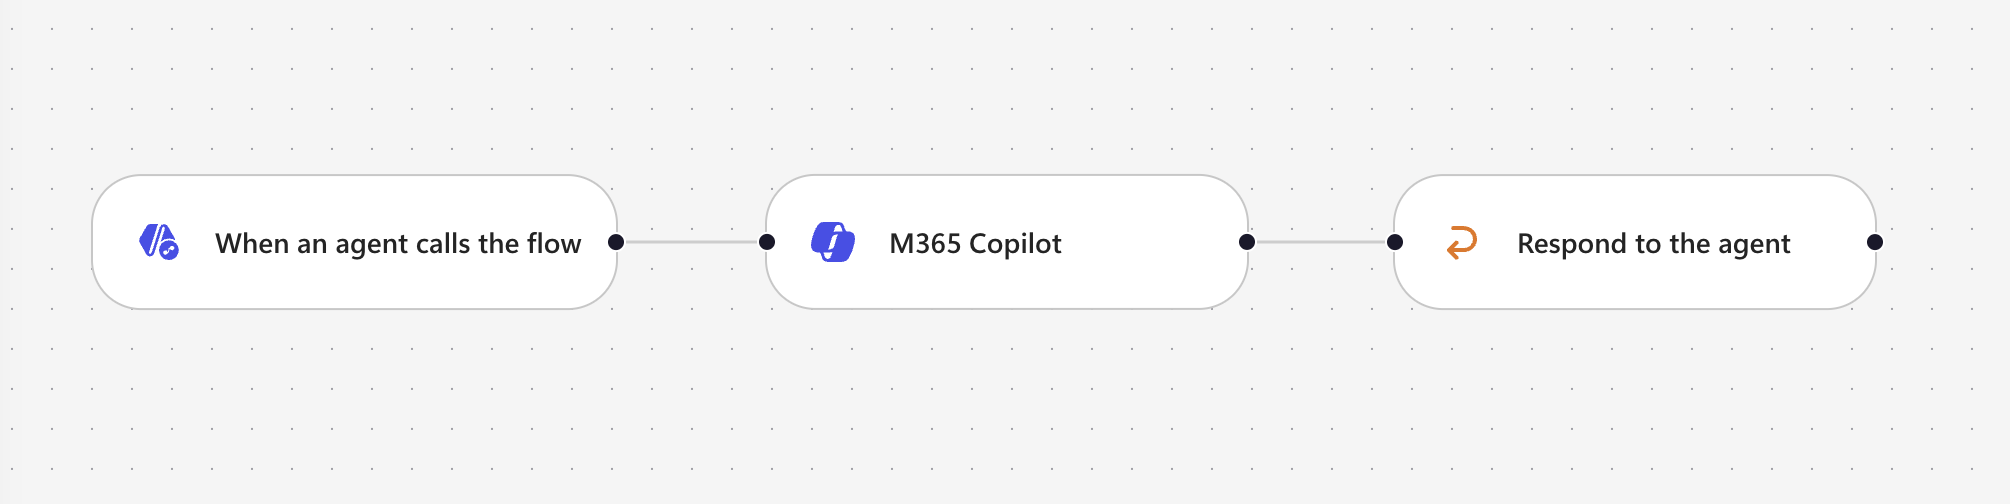 When an agent calls the flow
M365 Copilot
Respond to the agent